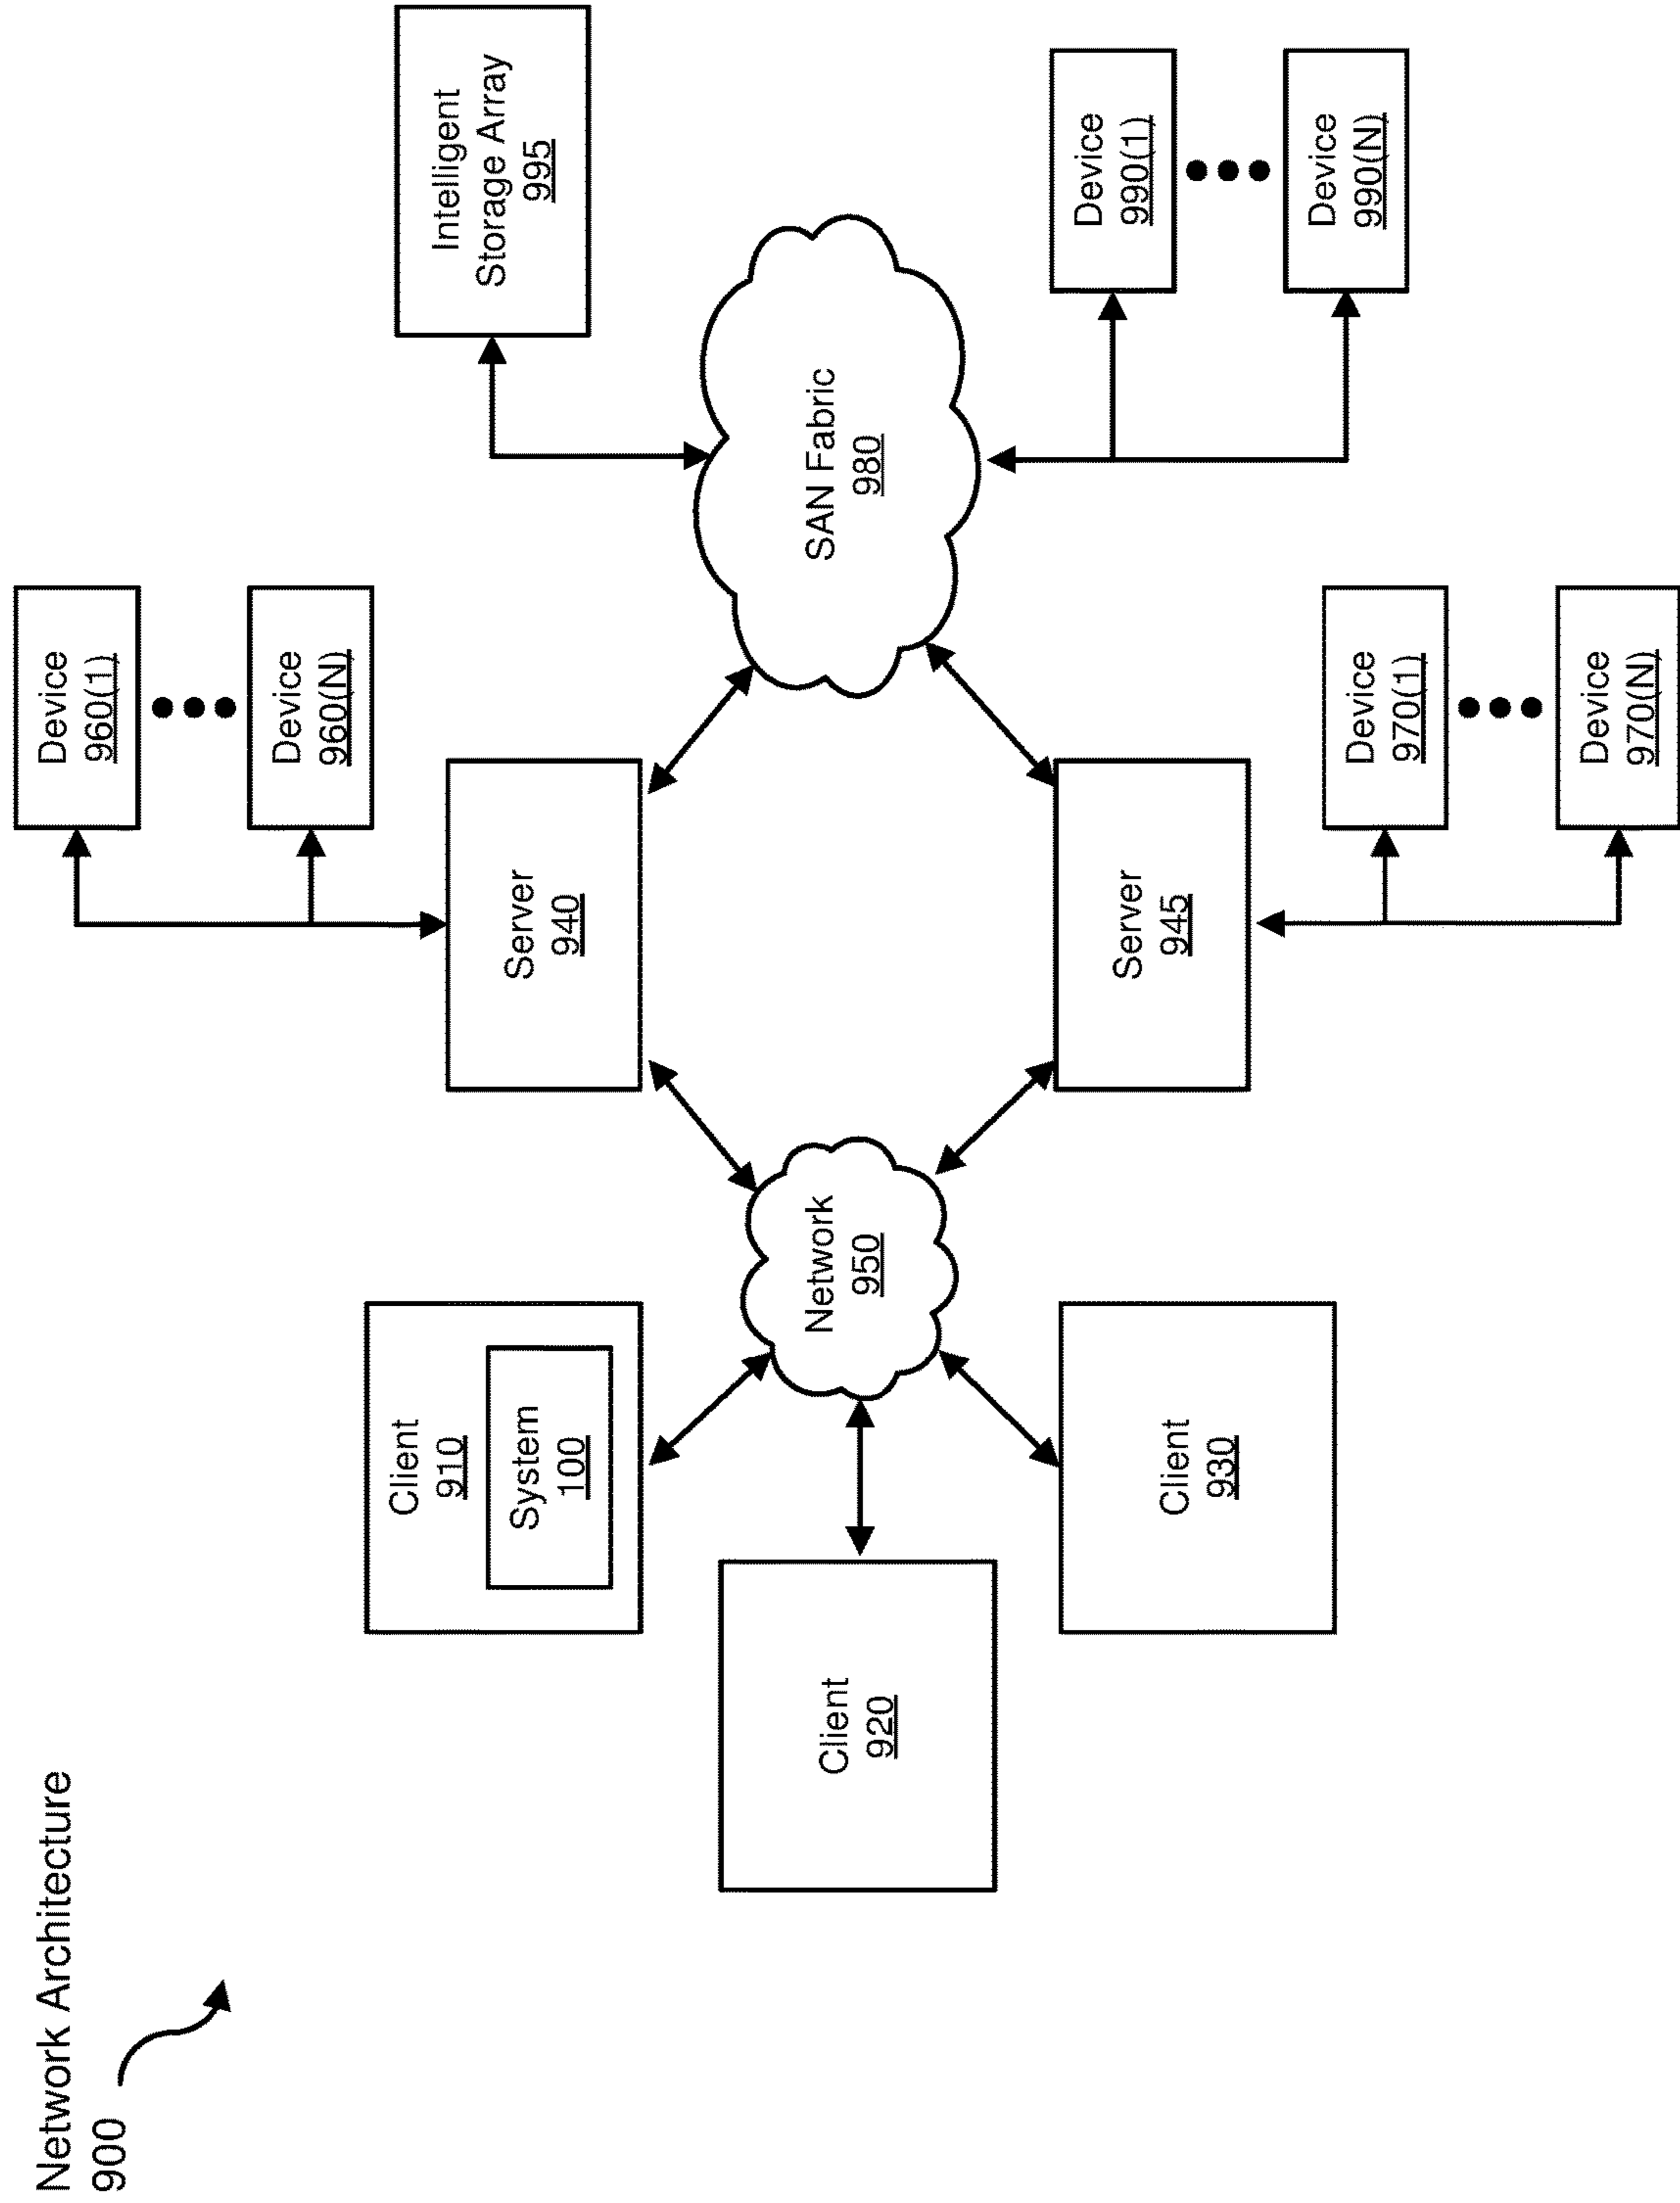 Network Architecture
900
Client
910
System
100
Client
920
Client
930
Network
950
Server
940
Server
945
Device
960(1)
Device
960(N)
Device
970(1)
Device
970(N)
SAN Fabric
980
Intelligent
Storage Array
995
Device
990(1)
Device
990(N)